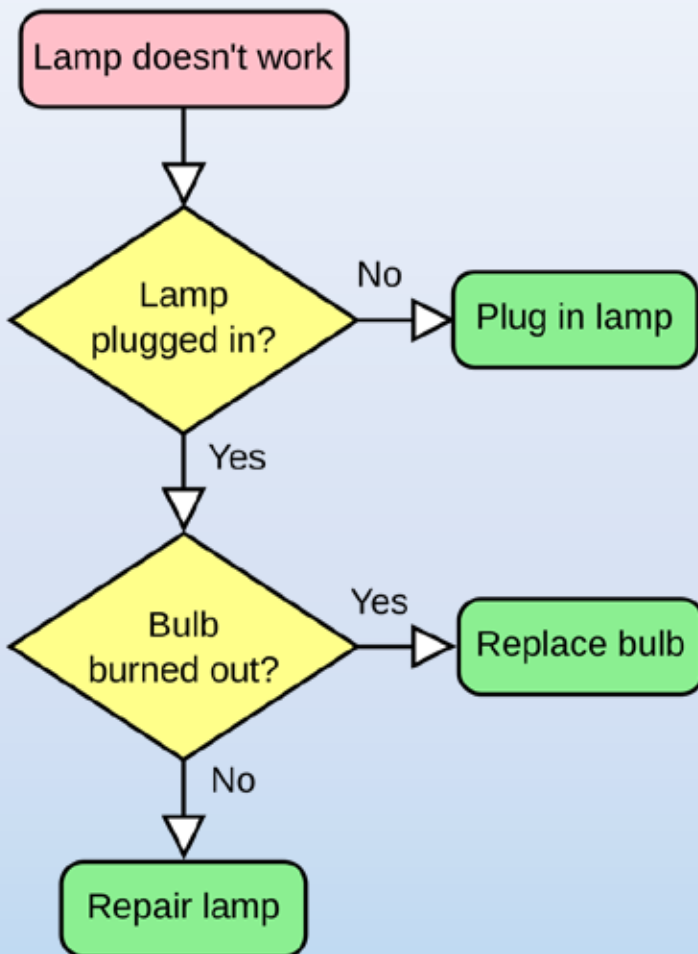 Lamp doesn't work
Lamp
plugged in?
No
Plug in lamp
Yes
Bulb
burned out?
Yes
Replace bulb
No
Repair lamp